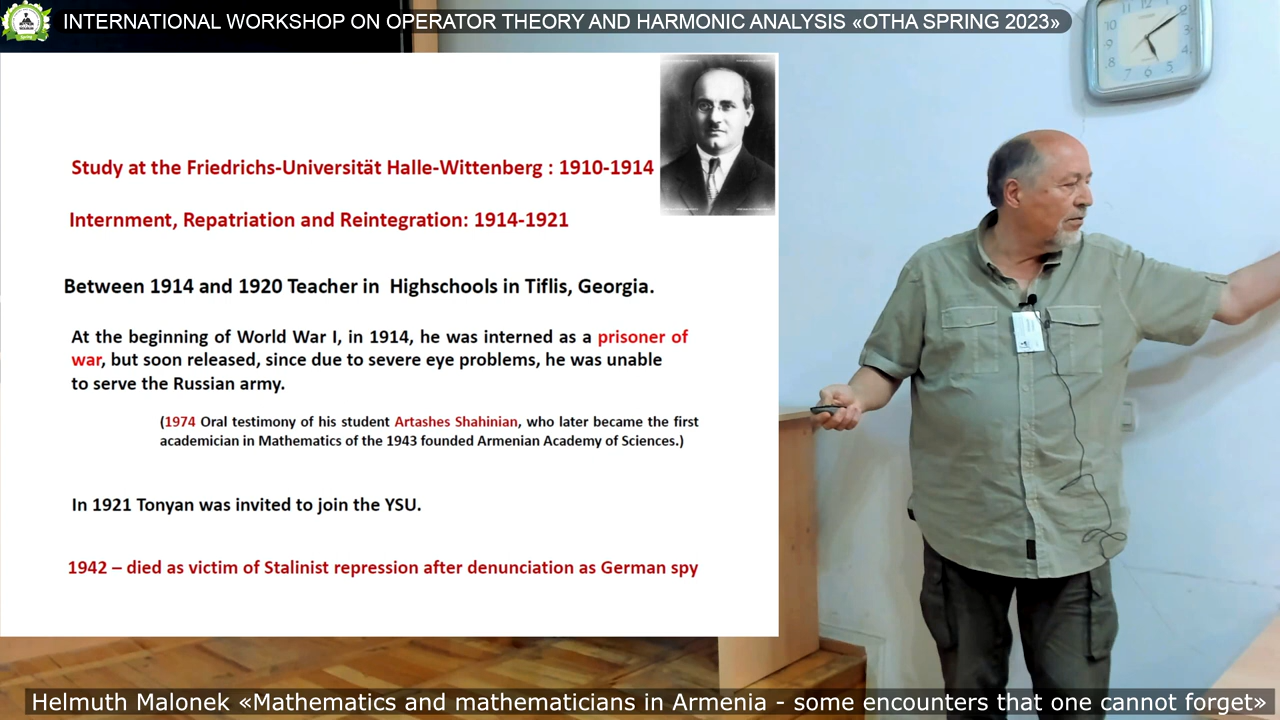 INTERNATIONAL WORKSHOP ON OPERATOR THEORY AND HARMONIC ANALYSIS «OTHA SPRING 2023»
Study at the Friedrichs-Universität Halle-Wittenberg : 1910-1914
Internment, Repatriation and Reintegration: 1914-1921
Between 1914 and 1920 Teacher in Highschools in Tiflis, Georgia.
At the beginning of World War I, in 1914, he was interned as a prisoner of
war, but soon released, since due to severe eye problems, he was unable
to serve the Russian army.
(1974 Oral testimony of his student Artashes Shahinian, who later became the first
academician in Mathematics of the 1943 founded Armenian Academy of Sciences.)
In 1921 Tonyan was invited to join the YSU.
1942 – died as victim of Stalinist repression after denunciation as German spy
Helmuth Malonek «Mathematics and mathematicians in Armenia - some encounters that one cannot forget»